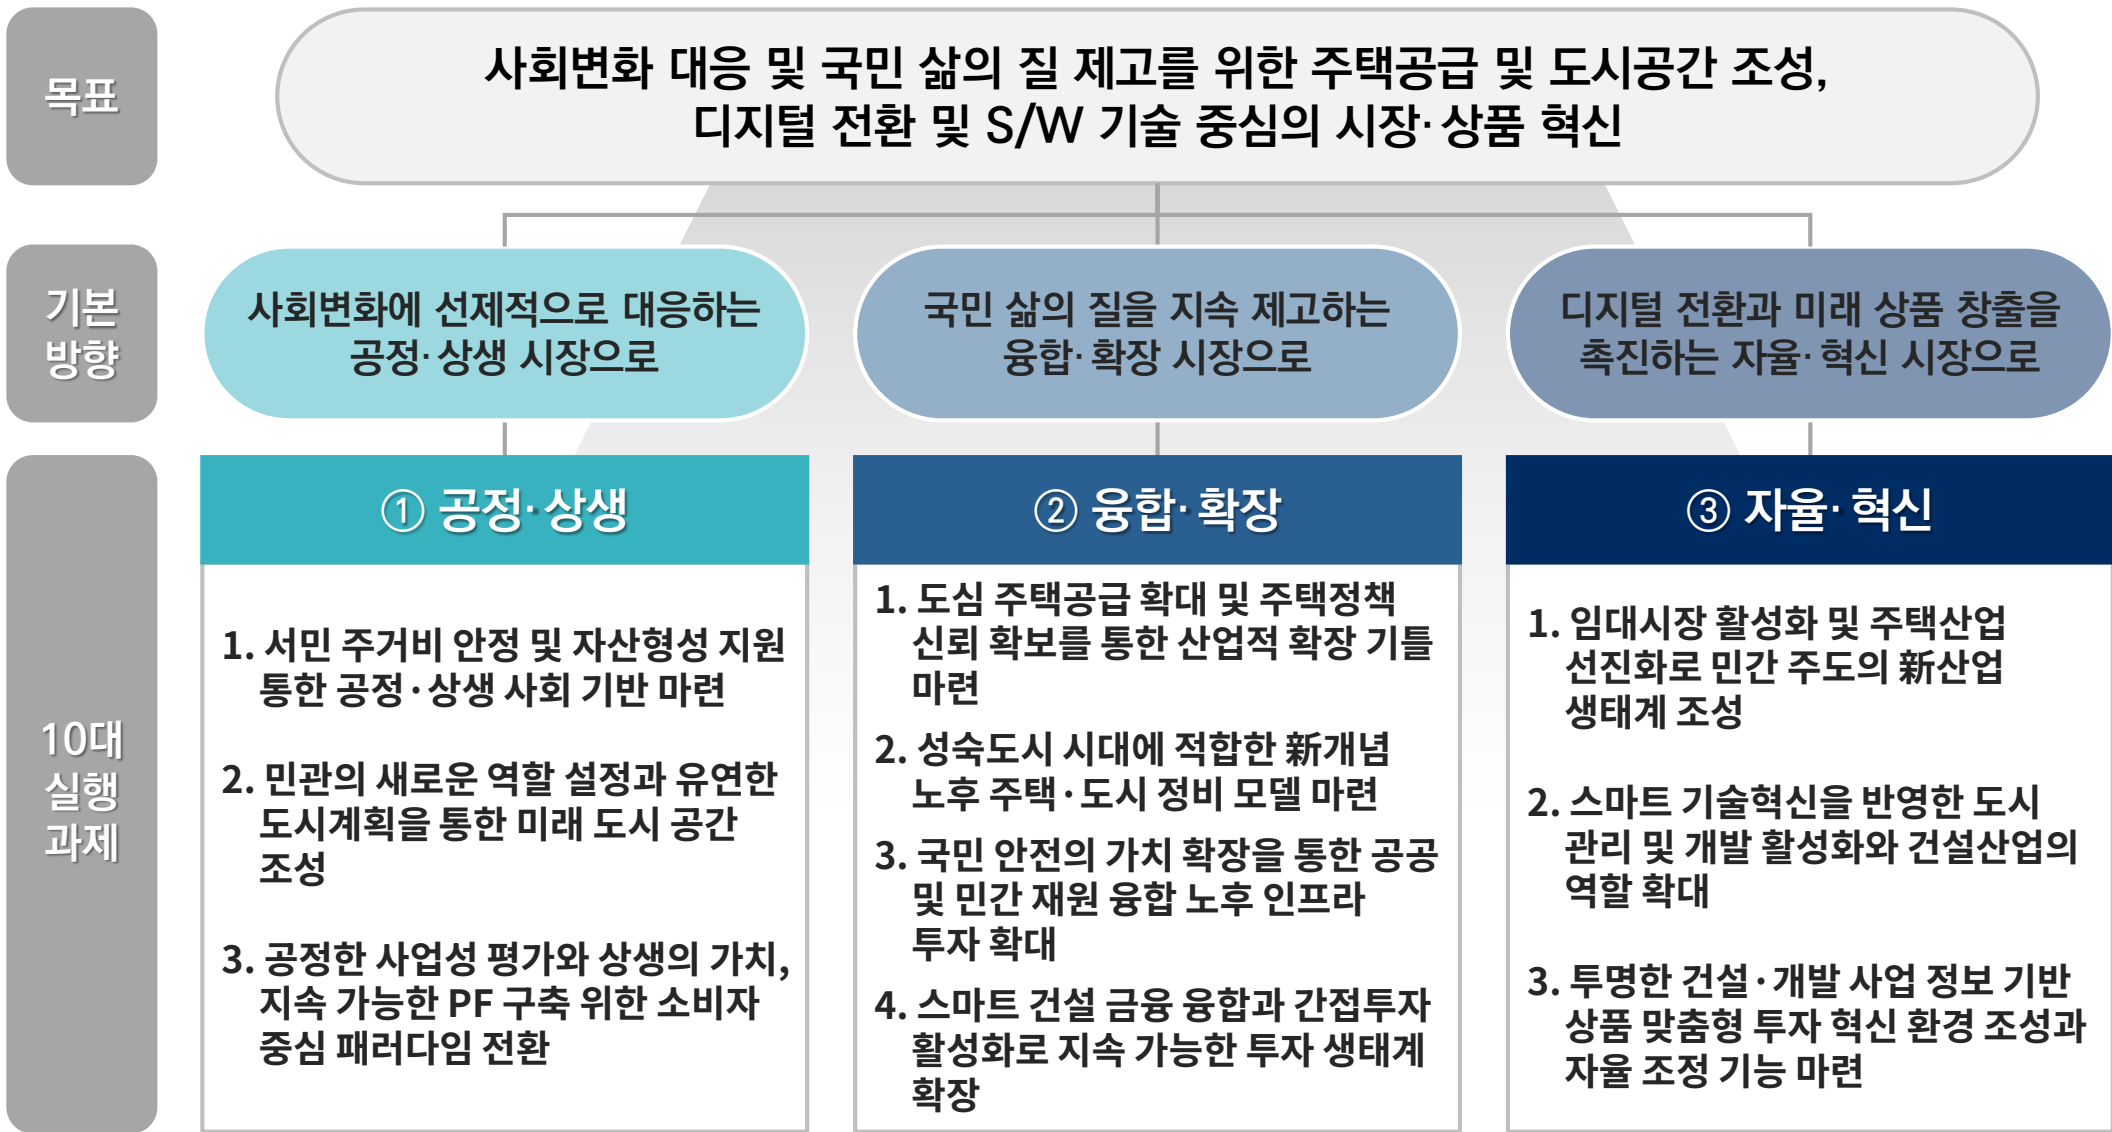 목표
사회변화 대응 및 국민 삶의 질 제고를 위한 주택공급 및 도시공간 조성,
디지털 전환 및 S/W 기술 중심의 시장·상품 혁신
기본
방향
사회변화에 선제적으로 대응하는
공정·상생 시장으로
국민 삶의 질을 지속 제고하는
융합·확장 시장으로
디지털 전환과 미래 상품 창출을
촉진하는 자율·혁신 시장으로
10대
실행
과제
① 공정·상생
1. 서민 주거비 안정 및 자산형성 지원
통한 공정·상생 사회 기반 마련
2. 민관의 새로운 역할 설정과 유연한
도시계획을 통한 미래 도시 공간
조성
3. 공정한 사업성 평가와 상생의 가치,
지속 가능한 PF 구축 위한 소비자
중심 패러다임 전환
② 융합·확장
1. 도심 주택공급 확대 및 주택정책
신뢰 확보를 통한 산업적 확장 기틀
마련
2. 성숙도시 시대에 적합한 新개념
노후 주택·도시 정비 모델 마련
3. 국민 안전의 가치 확장을 통한 공공
및 민간 재원 융합 노후 인프라
투자 확대
4. 스마트 건설 금융 융합과 간접투자
활성화로 지속 가능한 투자 생태계
확장
③ 자율·혁신
1. 임대시장 활성화 및 주택산업
선진화로 민간 주도의 新산업
생태계 조성
2. 스마트 기술혁신을 반영한 도시
관리 및 개발 활성화와 건설산업의
역할 확대
3. 투명한 건설·개발 사업 정보 기반
상품 맞춤형 투자 혁신 환경 조성과
자율 조정 기능 마련